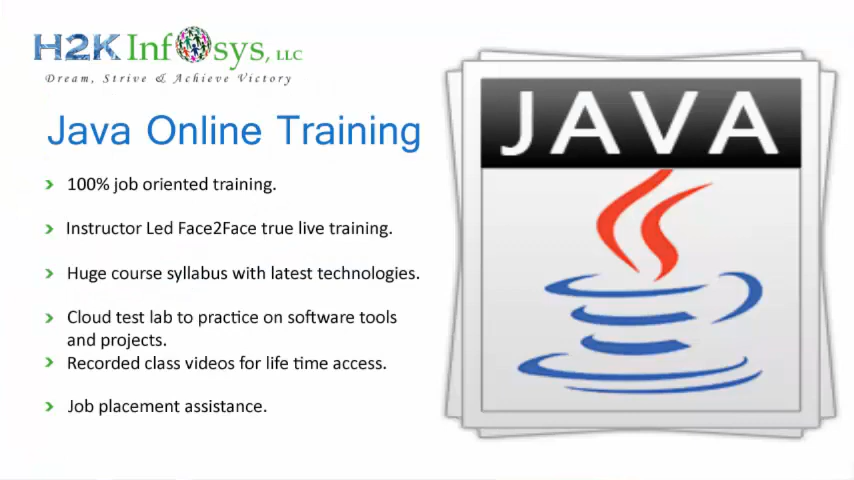 H2K Infosys, LLC
Dream, Strive & Achieve Victory
Java Online Training
100% job oriented training.
Instructor Led Face2Face true live training.
Huge course syllabus with latest technologies.
Cloud test lab to practice on software tools
and projects.
Recorded class videos for life time access.
Job placement assistance.
JAVA